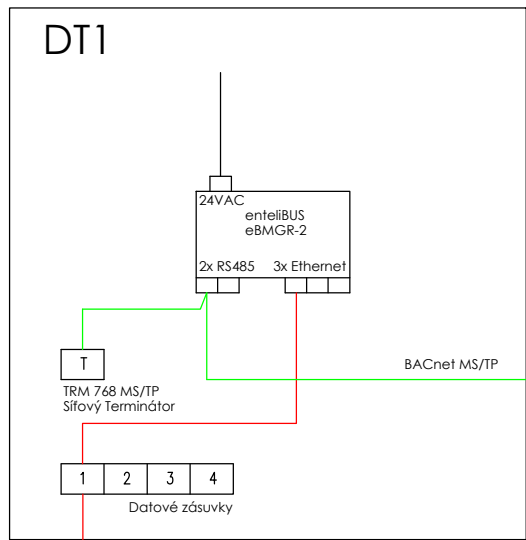 DT1
24VAC
enteliBUS
eBMGR-2
2x RS485 3x Ethernet
BACnet MS/TP
T
TRM 768 MS/TP
Síťový Terminátor
1 2 3 4
Datové zásuvky